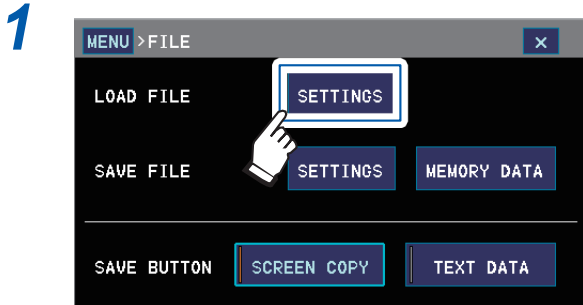 1
MENU >FILE ×
LOAD FILE SETTINGS
SAVE FILE SETTINGS MEMORY DATA
SAVE BUTTON SCREEN COPY TEXT DATA